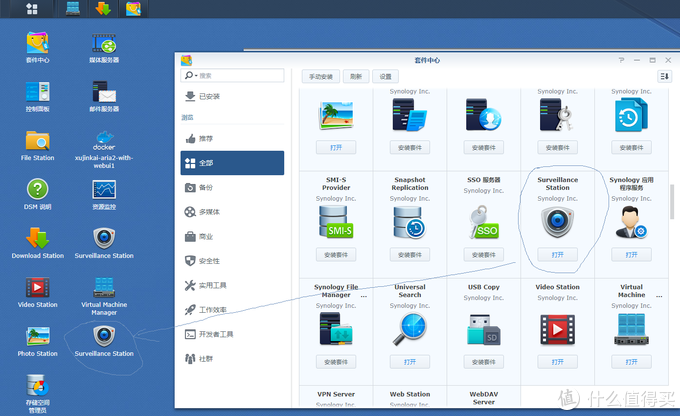 套件中心
媒体服务器
控制面板
邮件服务器
File Station
docker
xujinkai-aria2-with-
webui1
DSM 说明
资源监控
Download Station
Surveillance Station
Video Station
Virtual Machine
Manager
Photo Station
Surveillance Station
存储空间
管理员
套件中心
搜索
手动安装
刷新
设置
已安装
浏览
推荐
全部
备份
多媒体
商业
安全性
实用工具
工作效率
开发者工具
社群
Synology Inc.
Synology Inc.
Synology Inc.
Synology Inc.
Synology Inc.
打开
安装套件
安装套件
安装套件
安装套件
SMI-S
Provider
Synology Inc.
SMI-S
安装套件
Snapshot
Replication
Synology Inc.
安装套件
SSO 服务器
Synology Inc.
SSO
安装套件
Surveillance
Station
Synology Inc.
打开
Synology 应用
程序服务
Synology Inc.
安装套件
Synology File
Manager ...
安装套件
Universal
Search
Synology Inc.
打开
USB Copy
Synology Inc.
SD
安装套件
Video Station
Synology Inc.
打开
Virtual
Machine ...
打开
VPN Server
Synology Inc.
Web Station
Synology Inc.
WebDAV
Server
值 什么值得买